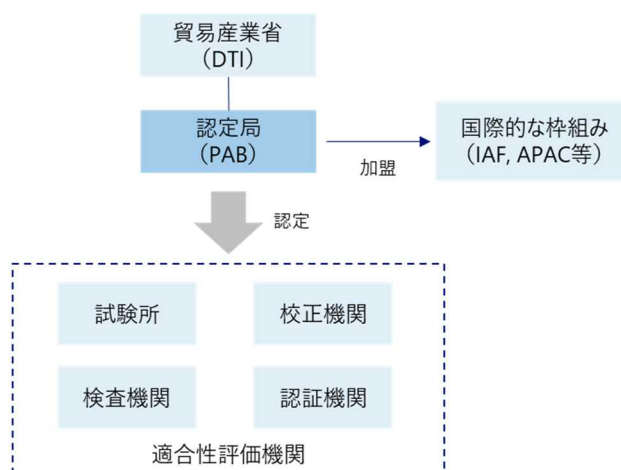 貿易産業省
（DTI）
認定局
（PAB）
加盟
国際的な枠組み
（IAF, APAC等）
認定
試験所
校正機関
検査機関
認証機関
適合性評価機関